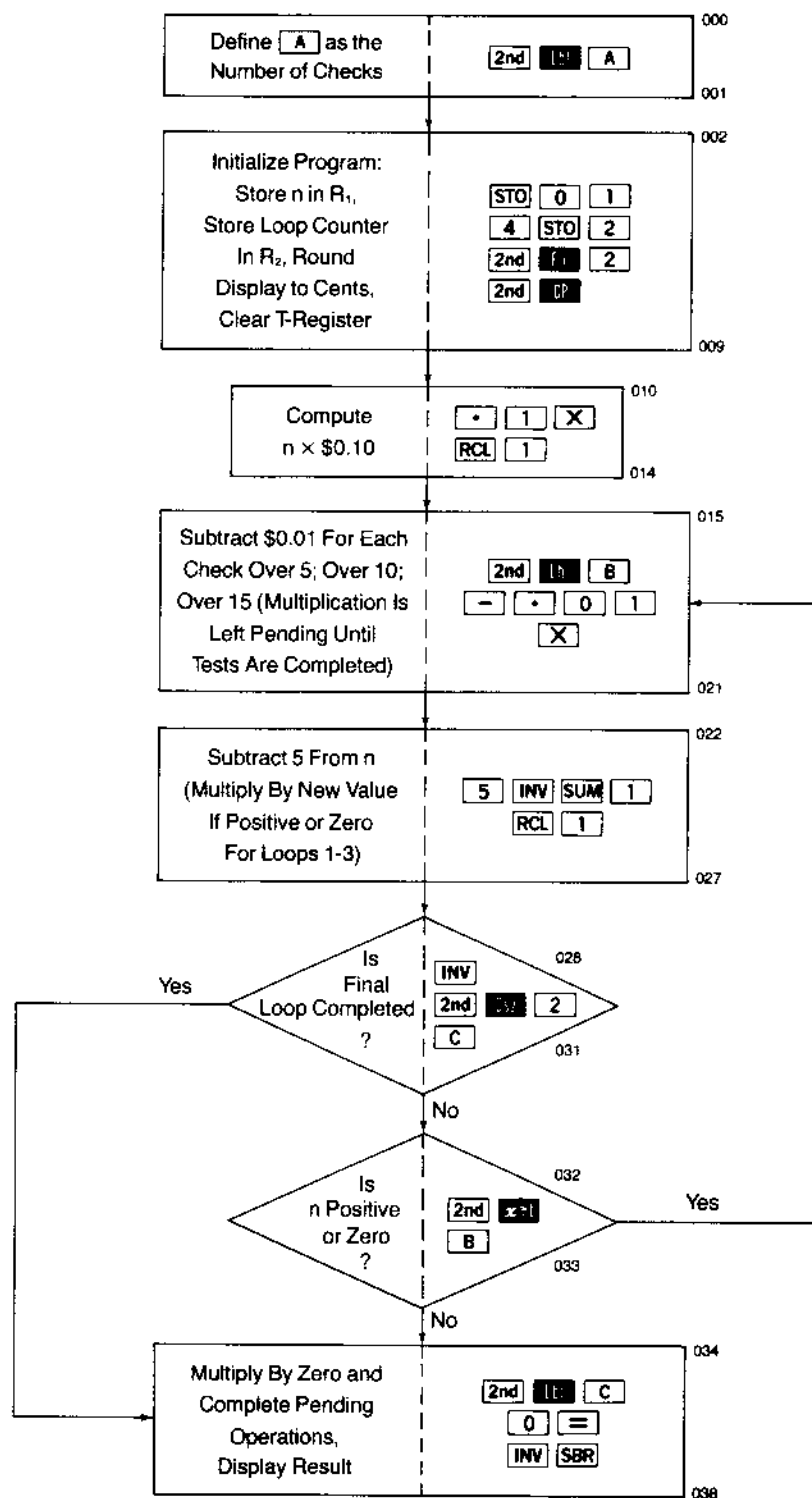 000
Define A as the
Number of Checks
2nd Lbl A
001
002
Initialize Program:
Store n in R₁,
Store Loop Counter
In R₂, Round
Display to Cents,
Clear T-Register
STO 0 1
4 STO 2
2nd 2
2nd CP
009
010
Compute
n × $0.10
• 1 X
RCL 1
014
015
Subtract $0.01 For Each
Check Over 5; Over 10;
Over 15 (Multiplication Is
Left Pending Until
Tests Are Completed)
2nd B
− • 0 1
X
021
022
Subtract 5 From n
(Multiply By New Value
If Positive or Zero
For Loops 1-3)
5 INV SUM 1
RCL 1
027
Is
Final
Loop Completed
?
028
INV
2nd 2
C
031
Yes
No
Is
n Positive
or Zero
?
032
2nd
B
033
Yes
No
034
Multiply By Zero and
Complete Pending
Operations,
Display Result
2nd C
0 =
INV SBR
038